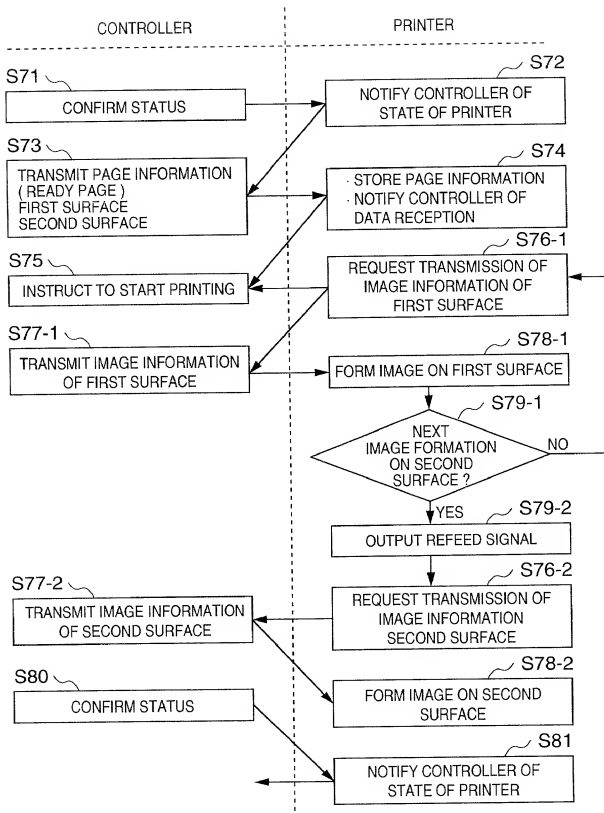 CONTROLLER
PRINTER
S71
CONFIRM STATUS
S72
NOTIFY CONTROLLER OF
STATE OF PRINTER
S73
TRANSMIT PAGE INFORMATION
(READY PAGE)
FIRST SURFACE
SECOND SURFACE
S74
· STORE PAGE INFORMATION
· NOTIFY CONTROLLER OF
DATA RECEPTION
S75
INSTRUCT TO START PRINTING
S76-1
REQUEST TRANSMISSION OF
IMAGE INFORMATION OF
FIRST SURFACE
S77-1
TRANSMIT IMAGE INFORMATION
OF FIRST SURFACE
S78-1
FORM IMAGE ON FIRST SURFACE
S79-1
NEXT
IMAGE FORMATION
ON SECOND
SURFACE ?
NO
YES
S79-2
OUTPUT REFEED SIGNAL
S76-2
REQUEST TRANSMISSION OF
IMAGE INFORMATION
SECOND SURFACE
S77-2
TRANSMIT IMAGE INFORMATION
OF SECOND SURFACE
S78-2
FORM IMAGE ON SECOND
SURFACE
S80
CONFIRM STATUS
S81
NOTIFY CONTROLLER OF
STATE OF PRINTER